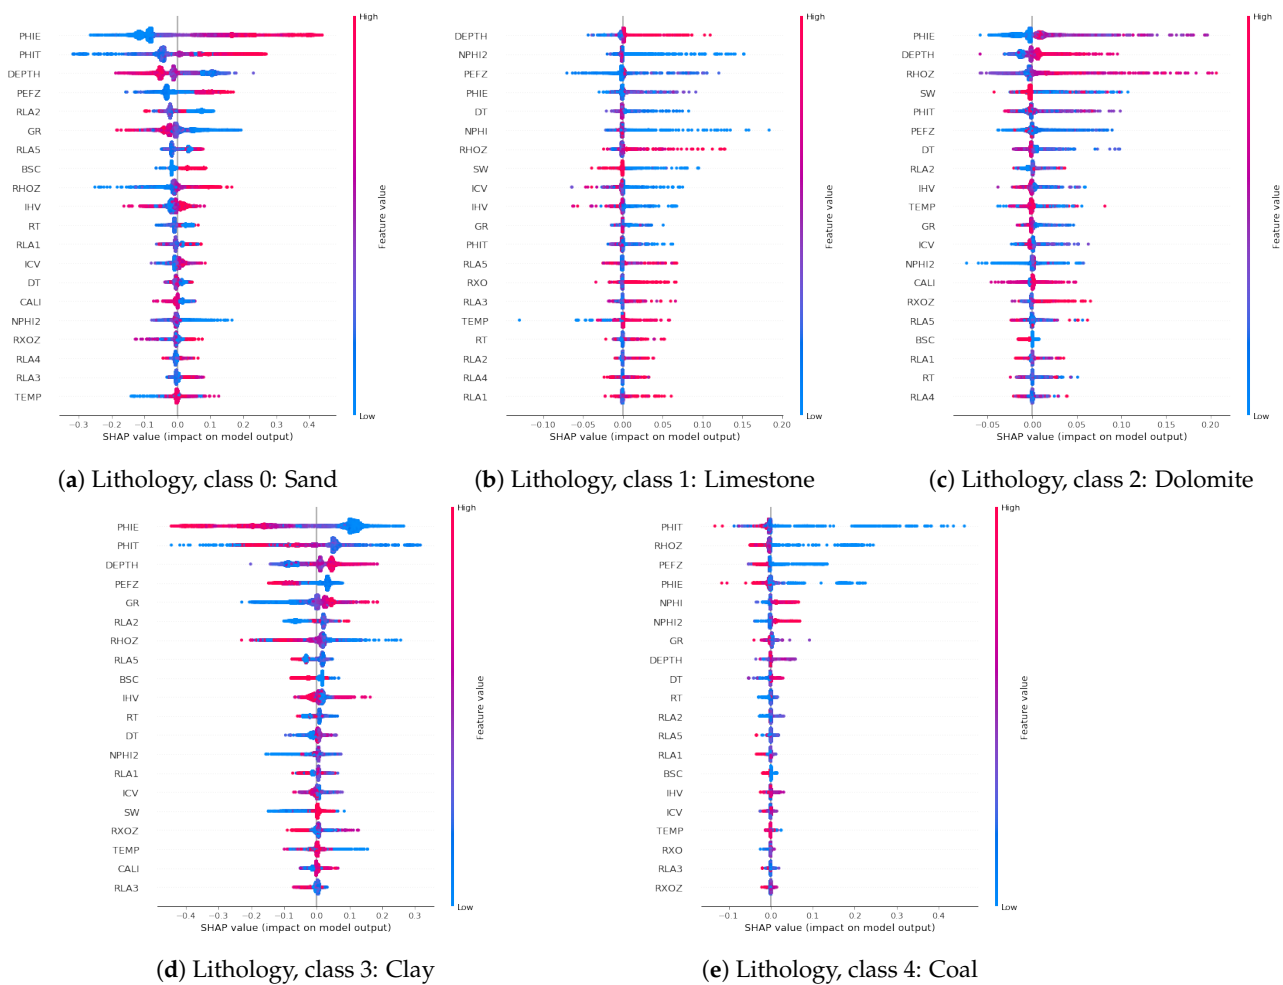 High
PHIE
PHIT
DEPTH
PEFZ
RLA2
GR
RLA5
BSC
RHOZ
IHV
RT
RLA1
ICV
DT
CALI
NPHI2
RXOZ
RLA4
RLA3
TEMP
Low
Feature value
−0.3 −0.2 −0.1 0.0 0.1 0.2 0.3 0.4
SHAP value (impact on model output)
(a) Lithology, class 0: Sand
High
DEPTH
NPHI2
PEFZ
PHIE
DT
NPHI
RHOZ
SW
ICV
IHV
GR
PHIT
RLA5
RXO
RLA3
TEMP
RT
RLA2
RLA4
RLA1
Low
Feature value
−0.10 −0.05 0.00 0.05 0.10 0.15 0.20
SHAP value (impact on model output)
(b) Lithology, class 1: Limestone
High
PHIE
DEPTH
RHOZ
SW
PHIT
PEFZ
DT
RLA2
IHV
TEMP
GR
ICV
NPHI2
CALI
RXOZ
RLA5
BSC
RLA1
RT
RLA4
Low
Feature value
−0.05 0.00 0.05 0.10 0.15 0.20
SHAP value (impact on model output)
(c) Lithology, class 2: Dolomite
High
PHIE
PHIT
DEPTH
PEFZ
GR
RLA2
RHOZ
RLA5
BSC
IHV
RT
DT
NPHI2
RLA1
ICV
SW
RXOZ
TEMP
CALI
RLA3
Low
Feature value
−0.4 −0.3 −0.2 −0.1 0.0 0.1 0.2 0.3
SHAP value (impact on model output)
(d) Lithology, class 3: Clay
High
PHIT
RHOZ
PEFZ
PHIE
NPHI
NPHI2
GR
DEPTH
DT
RT
RLA2
RLA5
RLA1
BSC
IHV
ICV
TEMP
RXO
RLA3
RXOZ
Low
Feature value
−0.1 0.0 0.1 0.2 0.3 0.4
SHAP value (impact on model output)
(e) Lithology, class 4: Coal